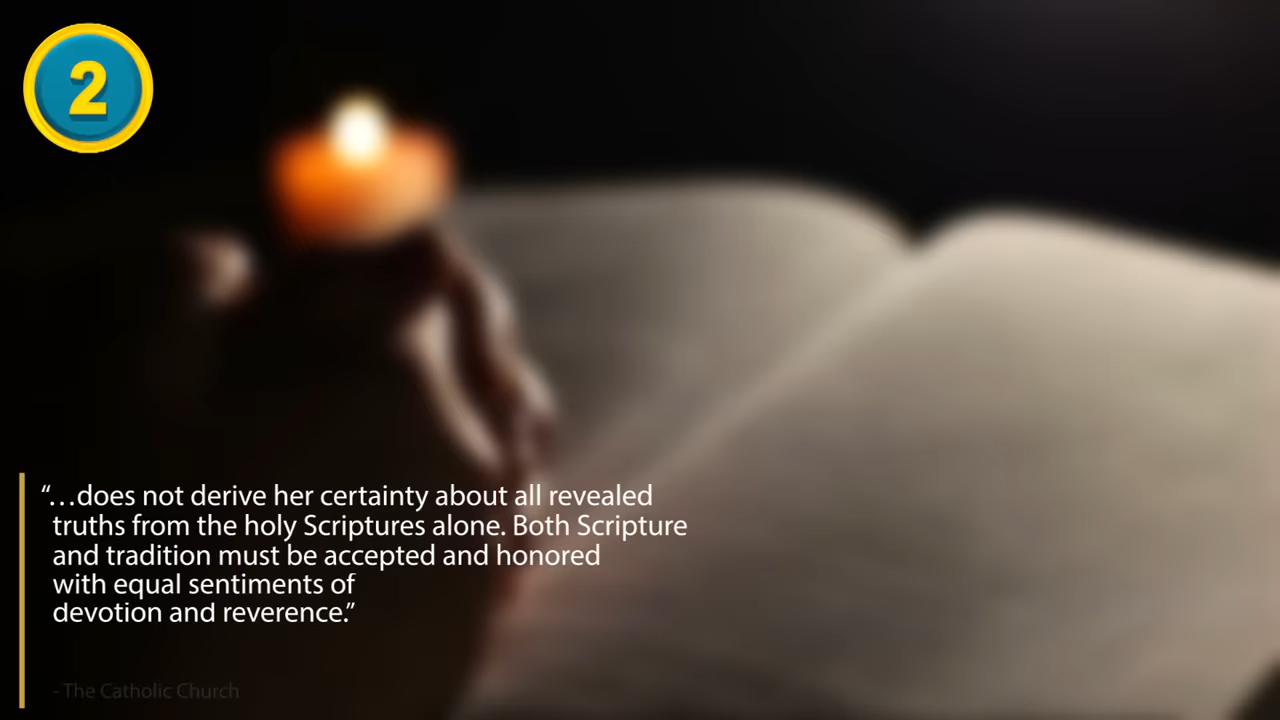 2
“…does not derive her certainty about all revealed
truths from the holy Scriptures alone. Both Scripture
and tradition must be accepted and honored
with equal sentiments of
devotion and reverence.”
- The Catholic Church